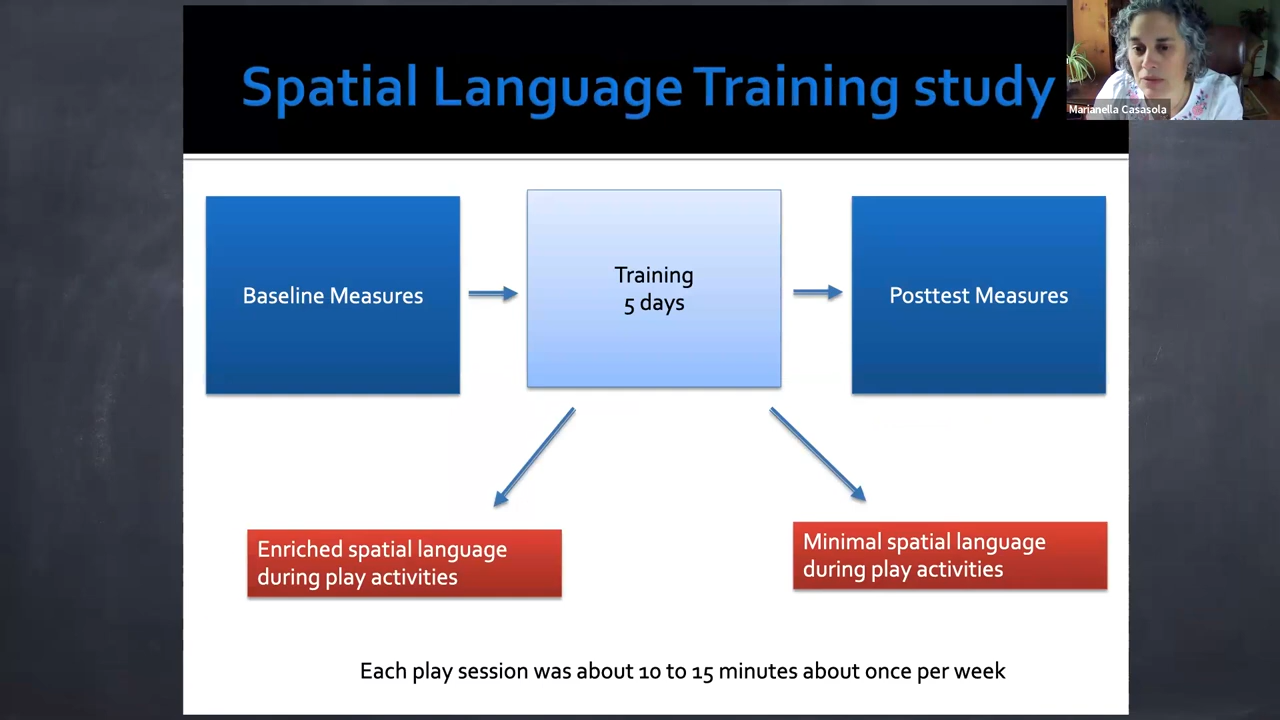 Spatial Language Training study
Marianella Casasola
Baseline Measures
Training
5 days
Posttest Measures
Enriched spatial language
during play activities
Minimal spatial language
during play activities
Each play session was about 10 to 15 minutes about once per week